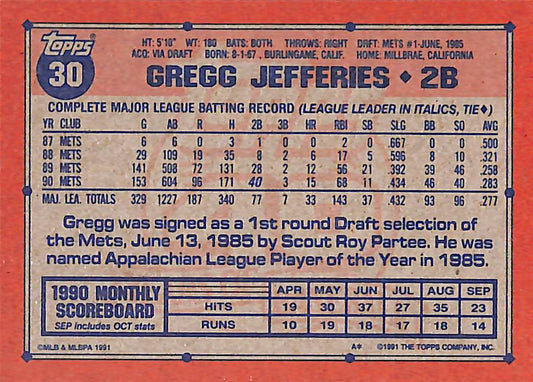 topps
30
HT: 5'10" WT: 180 BATS: BOTH THROWS: RIGHT DRFT: METS #1-JUNE, 1985
ACQ: VIA DRAFT BORN: 8-1-67, BURLINGAME, CALIF. HOME: MILLBRAE, CALIFORNIA
GREGG JEFFERIES ♦ 2B
COMPLETE MAJOR LEAGUE BATTING RECORD (LEAGUE LEADER IN ITALICS, TIE♦)
YR CLUB G AB R H 2B 3B HR RBI SB SLG BB SO AVG
87 METS 6 6 0 3 1 0 0 2 0 .667 0 0 .500
88 METS 29 109 19 35 8 2 6 17 5 .596 8 10 .321
89 METS 141 508 72 131 28 2 12 56 21 .392 39 46 .258
90 METS 153 604 96 171 40 3 15 68 11 .434 46 40 .283
MAJ. LEA. TOTALS 329 1227 187 340 77 7 33 143 37 .432 93 96 .277
Gregg was signed as a 1st round Draft selection
of the Mets, June 13, 1985 by Scout Roy Partee. He was
named Appalachian League Player of the Year in 1985.
1990 MONTHLY
SCOREBOARD
SEP includes OCT stats
APR MAY JUN JUL AUG SEP
HITS 19 30 37 27 35 23
RUNS 10 19 18 17 18 14
©MLB & MLBPA 1991 A* ©1991 THE TOPPS COMPANY, INC.